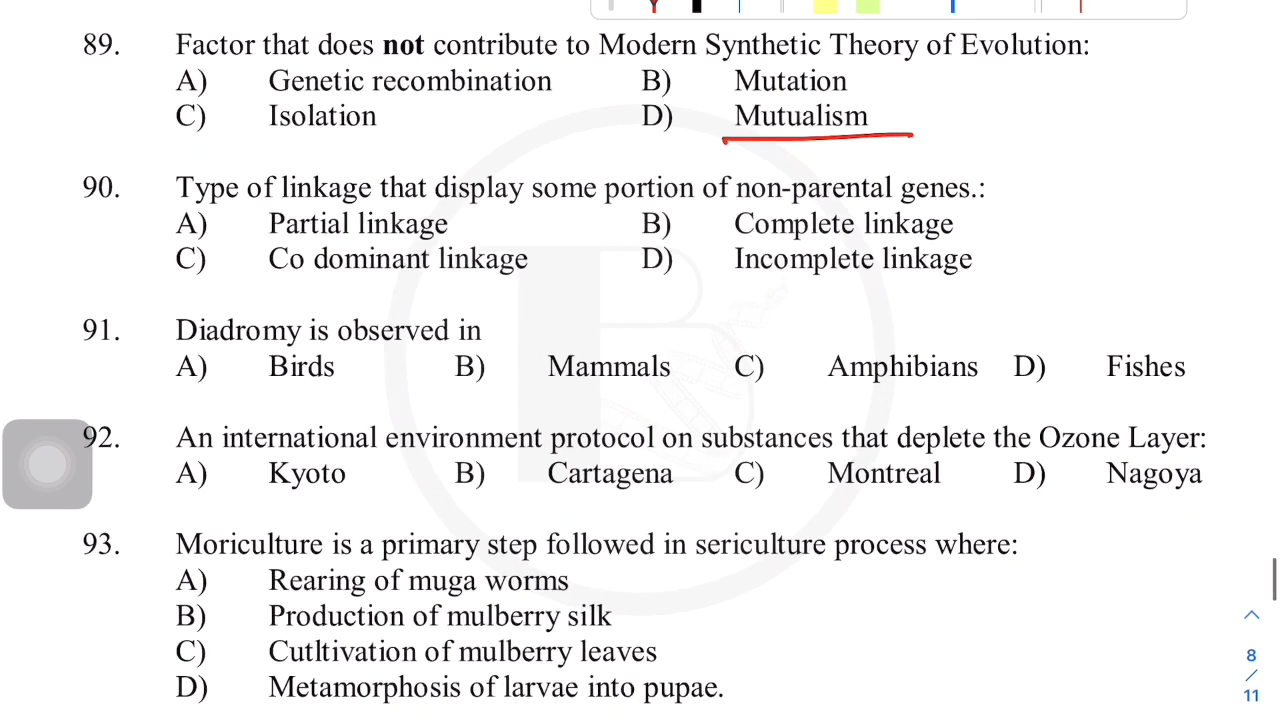 89. Factor that does not contribute to Modern Synthetic Theory of Evolution:
A) Genetic recombination B) Mutation
C) Isolation D) Mutualism
90. Type of linkage that display some portion of non-parental genes.:
A) Partial linkage B) Complete linkage
C) Co dominant linkage D) Incomplete linkage
91. Diadromy is observed in
A) Birds B) Mammals C) Amphibians D) Fishes
92. An international environment protocol on substances that deplete the Ozone Layer:
A) Kyoto B) Cartagena C) Montreal D) Nagoya
93. Moriculture is a primary step followed in sericulture process where:
A) Rearing of muga worms
B) Production of mulberry silk
C) Cutltivation of mulberry leaves
D) Metamorphosis of larvae into pupae.
8
/
11